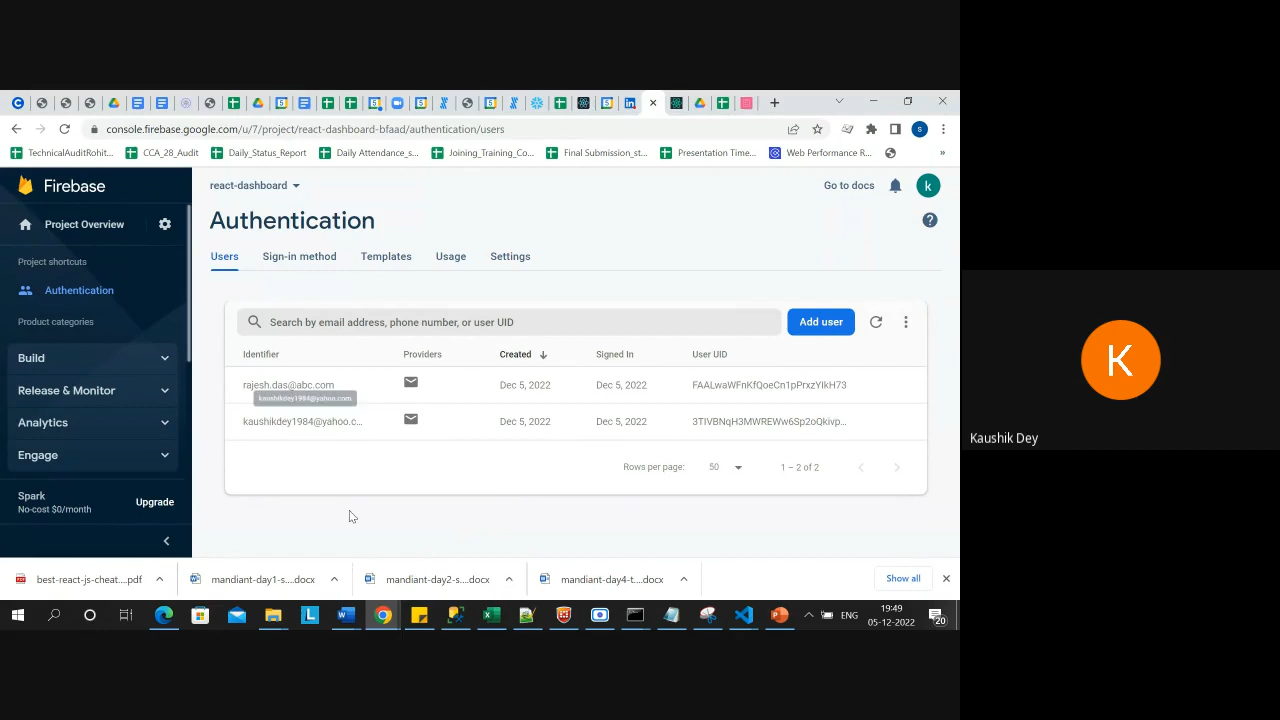 console.firebase.google.com/u/7/project/react-dashboard-bfaad/authentication/users
TechnicalAuditRohit... CCA_28_Audit Daily_Status_Report Daily Attendance_s... Joining_Training_Co... Final Submission_st... Presentation Time... Web Performance R... »
Firebase
react-dashboard
Go to docs
k
Project Overview
Authentication
Users Sign-in method Templates Usage Settings
Project shortcuts
Authentication
Product categories
Build
Release & Monitor
Analytics
Engage
Spark
No-cost $0/month
Upgrade
Search by email address, phone number, or user UID
Add user
Identifier Providers Created Signed In User UID
rajesh.das@abc.com Dec 5, 2022 Dec 5, 2022 FAALwaWFnKfQoeCn1pPrxzYIkH73
kaushikdey1984@yahoo.com
kaushikdey1984@yahoo.c... Dec 5, 2022 Dec 5, 2022 3TIVBNqH3MWREWw6Sp2oQkivp...
Rows per page: 50 1 – 2 of 2
K
Kaushik Dey
best-react-js-cheat....pdf mandiant-day1-s....docx mandiant-day2-s....docx mandiant-day4-t....docx Show all
ENG
19:49
05-12-2022
20